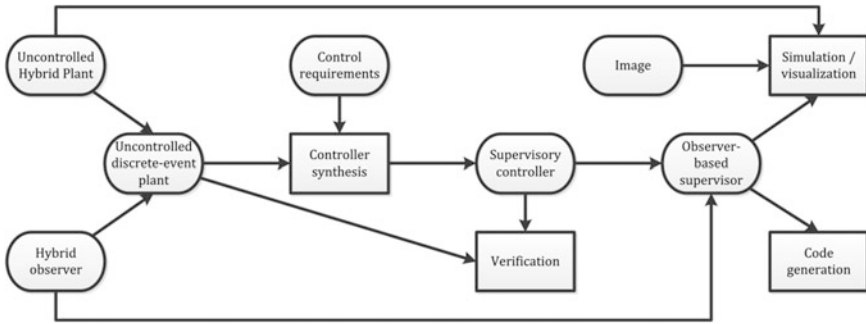 Uncontrolled
Hybrid Plant
Control
requirements
Image
Simulation /
visualization
Uncontrolled
discrete-event
plant
Controller
synthesis
Supervisory
controller
Observer-
based
supervisor
Hybrid
observer
Verification
Code
generation